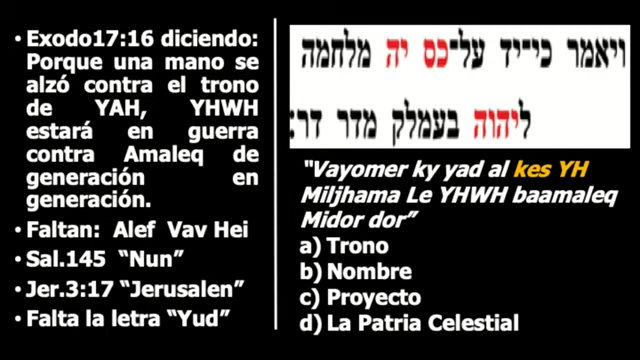 • Exodo17:16 diciendo:
Porque una mano se
alzó contra el trono
de YAH, YHWH
estará en guerra
contra Amaleq de
generación en
generación.
• Faltan: Alef Vav Hei
• Sal.145 “Nun”
• Jer.3:17 “Jerusalen”
• Falta la letra “Yud”
ויאמר כי־יד על־כס יה מלחמה
ליהוה בעמלק מדר דר׃
“Vayomer ky yad al kes YH
Miljhama Le YHWH baamaleq
Midor dor”
a) Trono
b) Nombre
c) Proyecto
d) La Patria Celestial